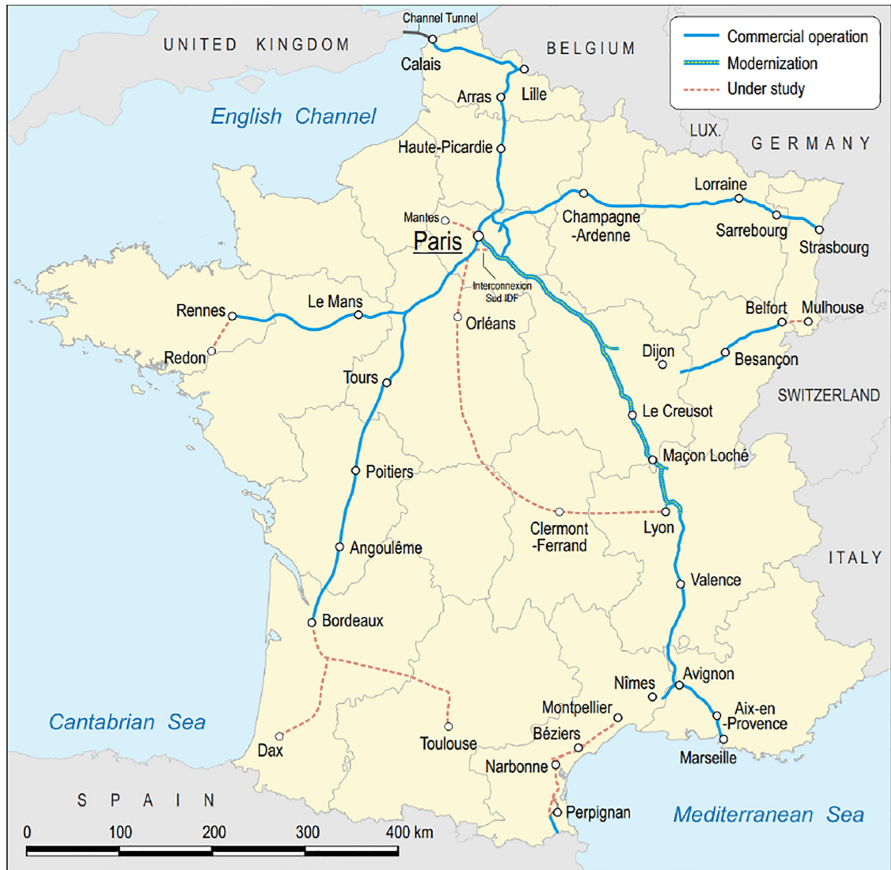 Channel Tunnel
UNITED KINGDOM
BELGIUM
Commercial operation
Modernization
Under study
Calais
Lille
Arras
English Channel
LUX.
GERMANY
Haute-Picardie
Lorraine
Mantes
Champagne
-Ardenne
Sarrebourg
Paris
Strasbourg
Interconnexion
Sud IDF
Rennes
Le Mans
Orléans
Belfort
Mulhouse
Redon
Dijon
Besançon
Tours
SWITZERLAND
Le Creusot
Maçon Loché
Poitiers
Clermont
-Ferrand
Lyon
Angoulême
ITALY
Valence
Bordeaux
Nîmes
Avignon
Montpellier
Aix-en
-Provence
Cantabrian Sea
Dax
Toulouse
Béziers
Marseille
Narbonne
SPAIN
Perpignan
Mediterranean Sea
0 100 200 300 400 km